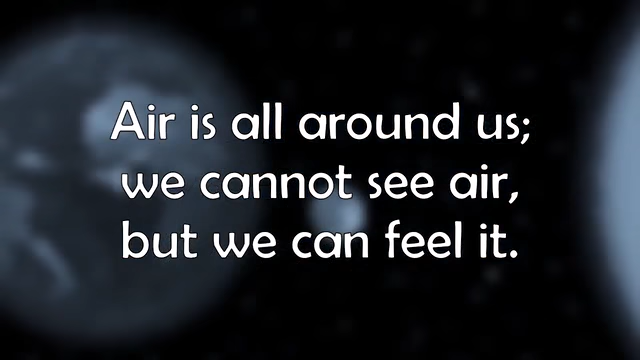 Air is all around us;
we cannot see air,
but we can feel it.